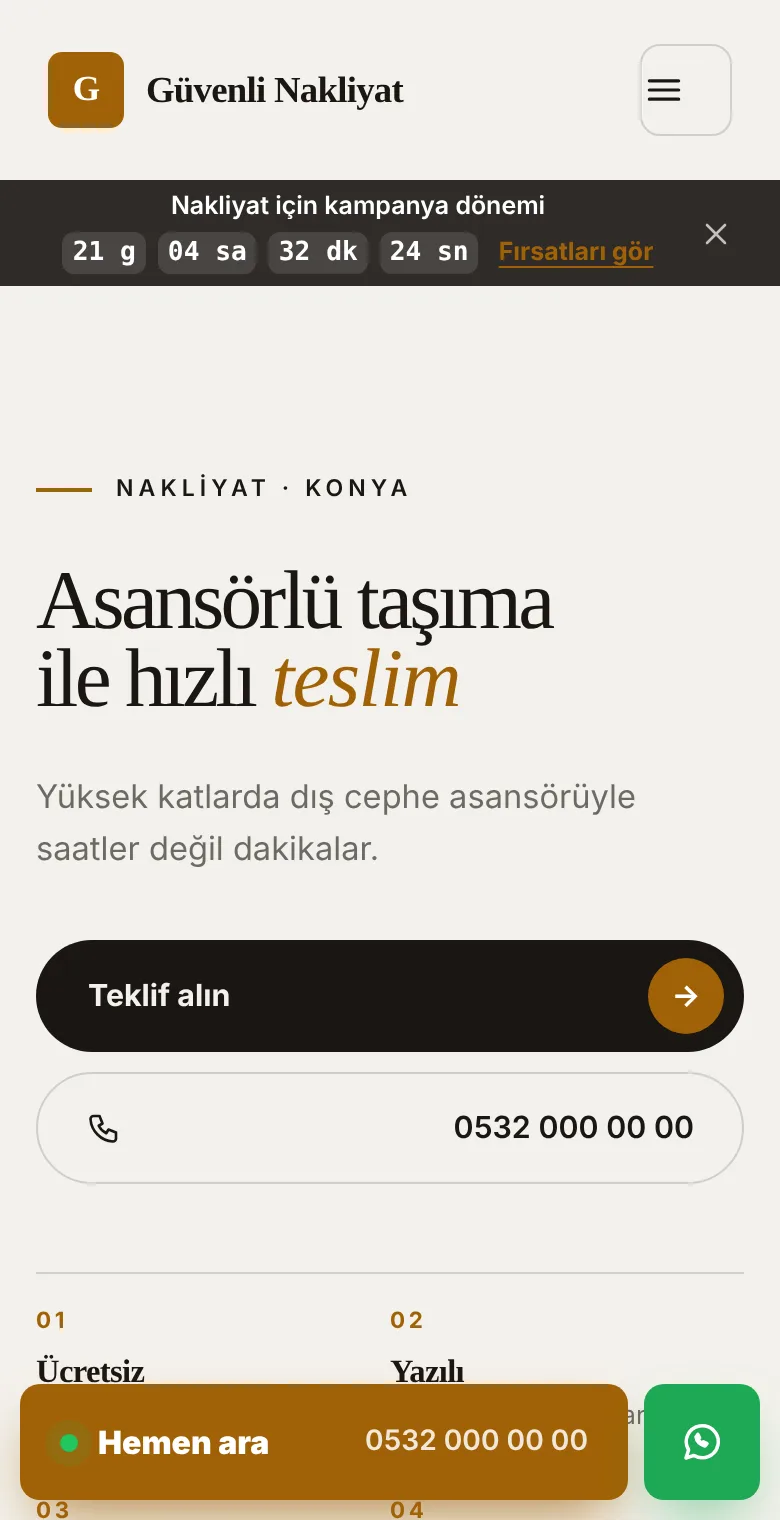 G
Güvenli Nakliyat
Nakliyat için kampanya dönemi
21 g 04 sa 32 dk 24 sn Fırsatları gör
NAKLİYAT · KONYA
Asansörlü taşıma
ile hızlı teslim
Yüksek katlarda dış cephe asansörüyle
saatler değil dakikalar.
Teklif alın
0532 000 00 00
01
Ücretsiz
02
Yazılı
Hemen ara 0532 000 00 00
03
04